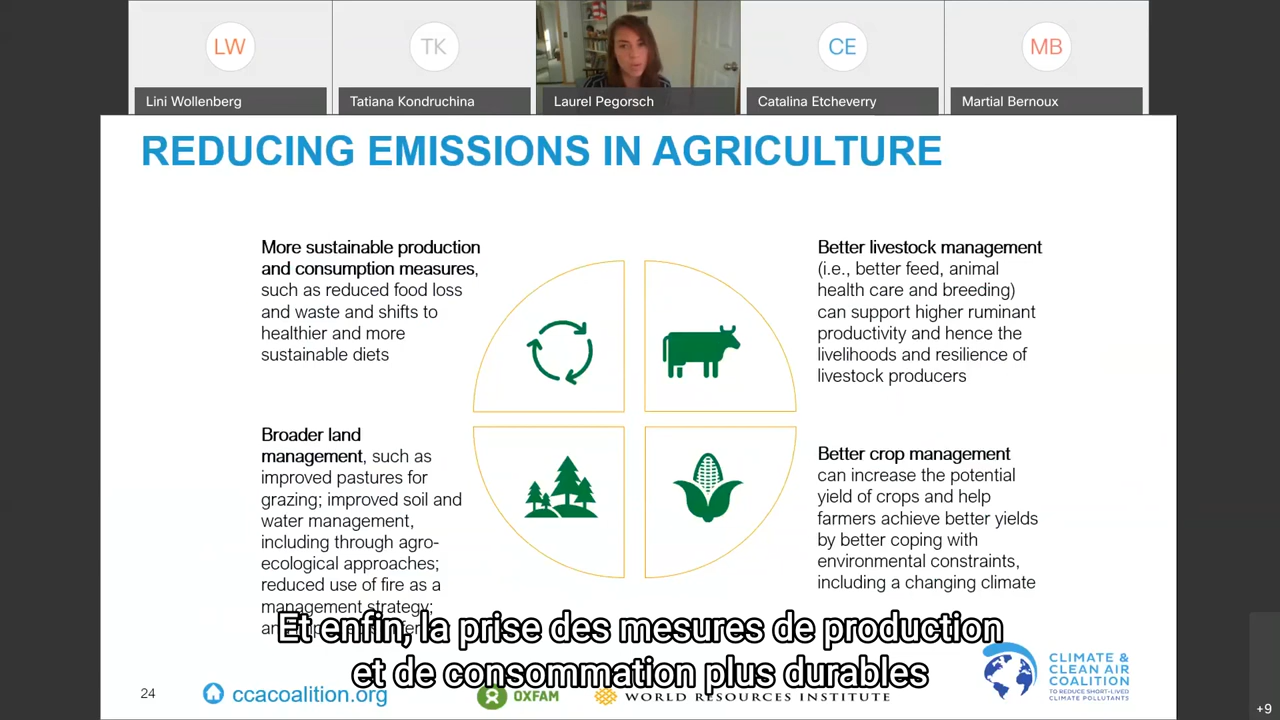 LW
TK
CE
MB
Lini Wollenberg
Tatiana Kondruchina
Laurel Pegorsch
Catalina Etcheverry
Martial Bernoux
REDUCING EMISSIONS IN AGRICULTURE
More sustainable production
and consumption measures,
such as reduced food loss
and waste and shifts to
healthier and more
sustainable diets
Better livestock management
(i.e., better feed, animal
health care and breeding)
can support higher ruminant
productivity and hence the
livelihoods and resilience of
livestock producers
Broader land
management, such as
improved pastures for
grazing; improved soil and
water management,
including through agro-
ecological approaches;
reduced use of fire as a
management strategy;
Better crop management
can increase the potential
yield of crops and help
farmers achieve better yields
by better coping with
environmental constraints,
including a changing climate
Et enfin, la prise des mesures de production
et de consommation plus durables
24
ccacoalition.org
OXFAM
WORLD RESOURCES INSTITUTE
CLIMATE &
CLEAN AIR
COALITION
TO REDUCE SHORT-LIVED
CLIMATE POLLUTANTS
+9